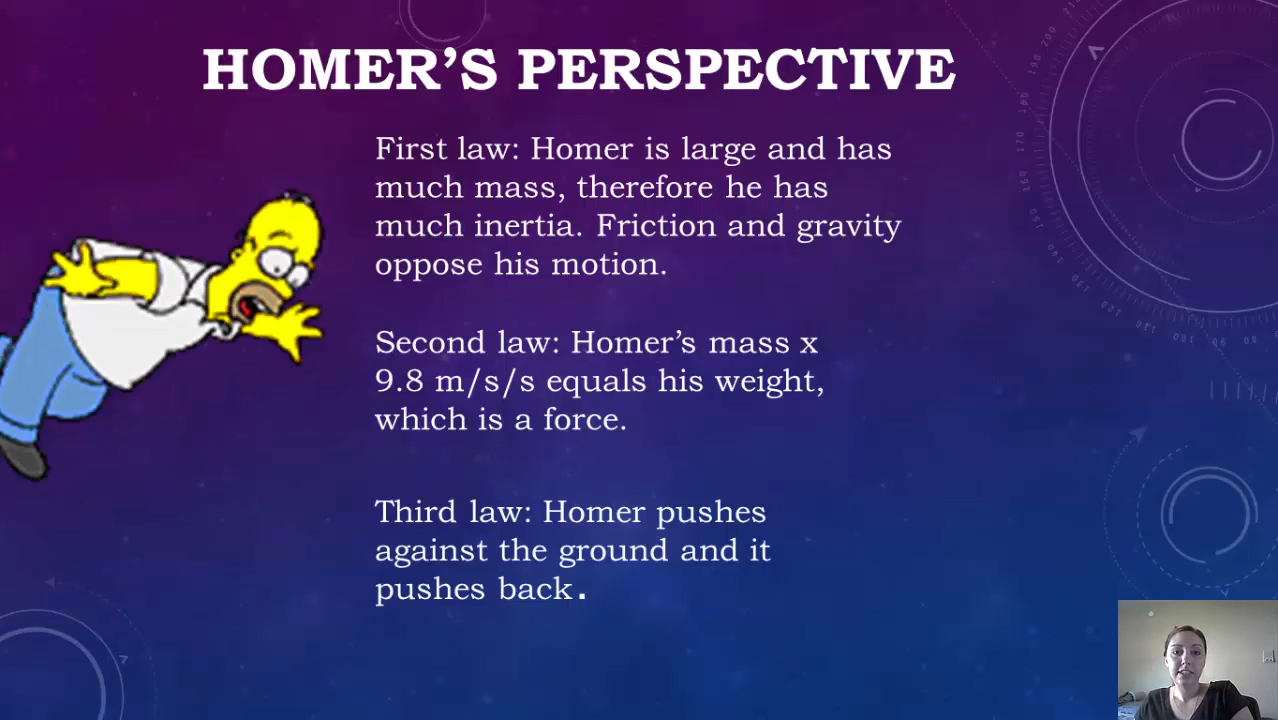 HOMER’S PERSPECTIVE
First law: Homer is large and has
much mass, therefore he has
much inertia. Friction and gravity
oppose his motion.
Second law: Homer’s mass x
9.8 m/s/s equals his weight,
which is a force.
Third law: Homer pushes
against the ground and it
pushes back.